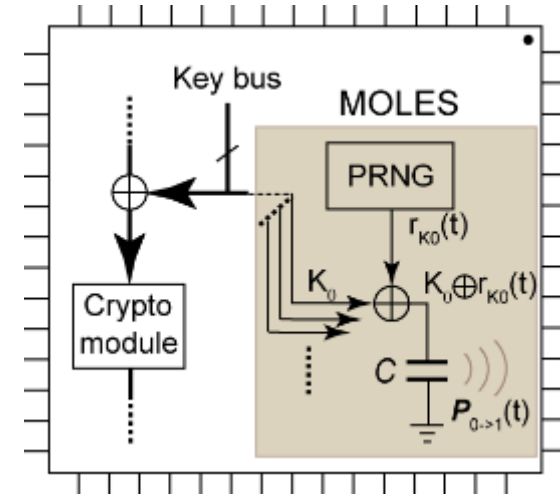 Key bus
MOLES
PRNG
r_K0(t)
K_0
K_0⊕r_K0(t)
Crypto
module
C
P_0->1(t)